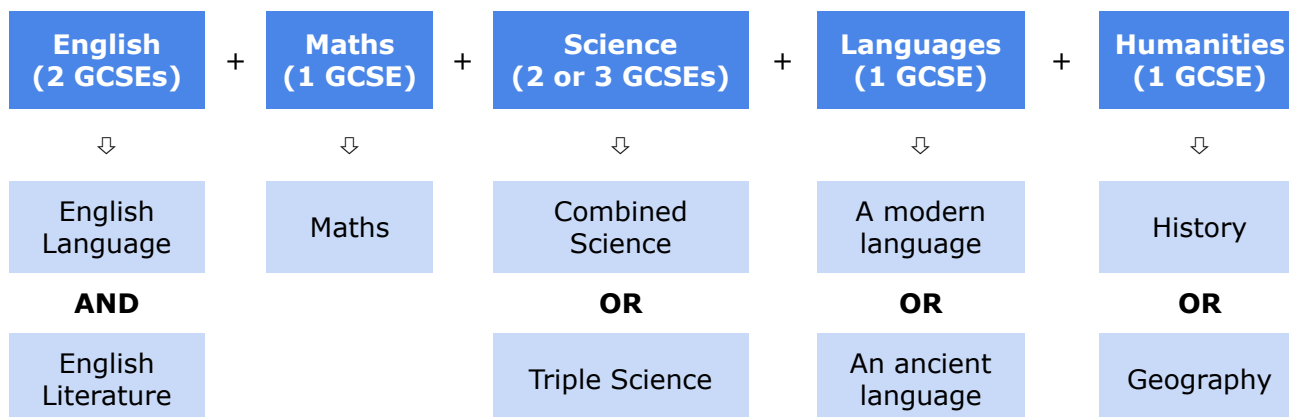 English
(2 GCSEs)
+
Maths
(1 GCSE)
+
Science
(2 or 3 GCSEs)
+
Languages
(1 GCSE)
+
Humanities
(1 GCSE)
English
Language
Maths
Combined
Science
A modern
language
History
AND
OR
OR
OR
English
Literature
Triple Science
An ancient
language
Geography